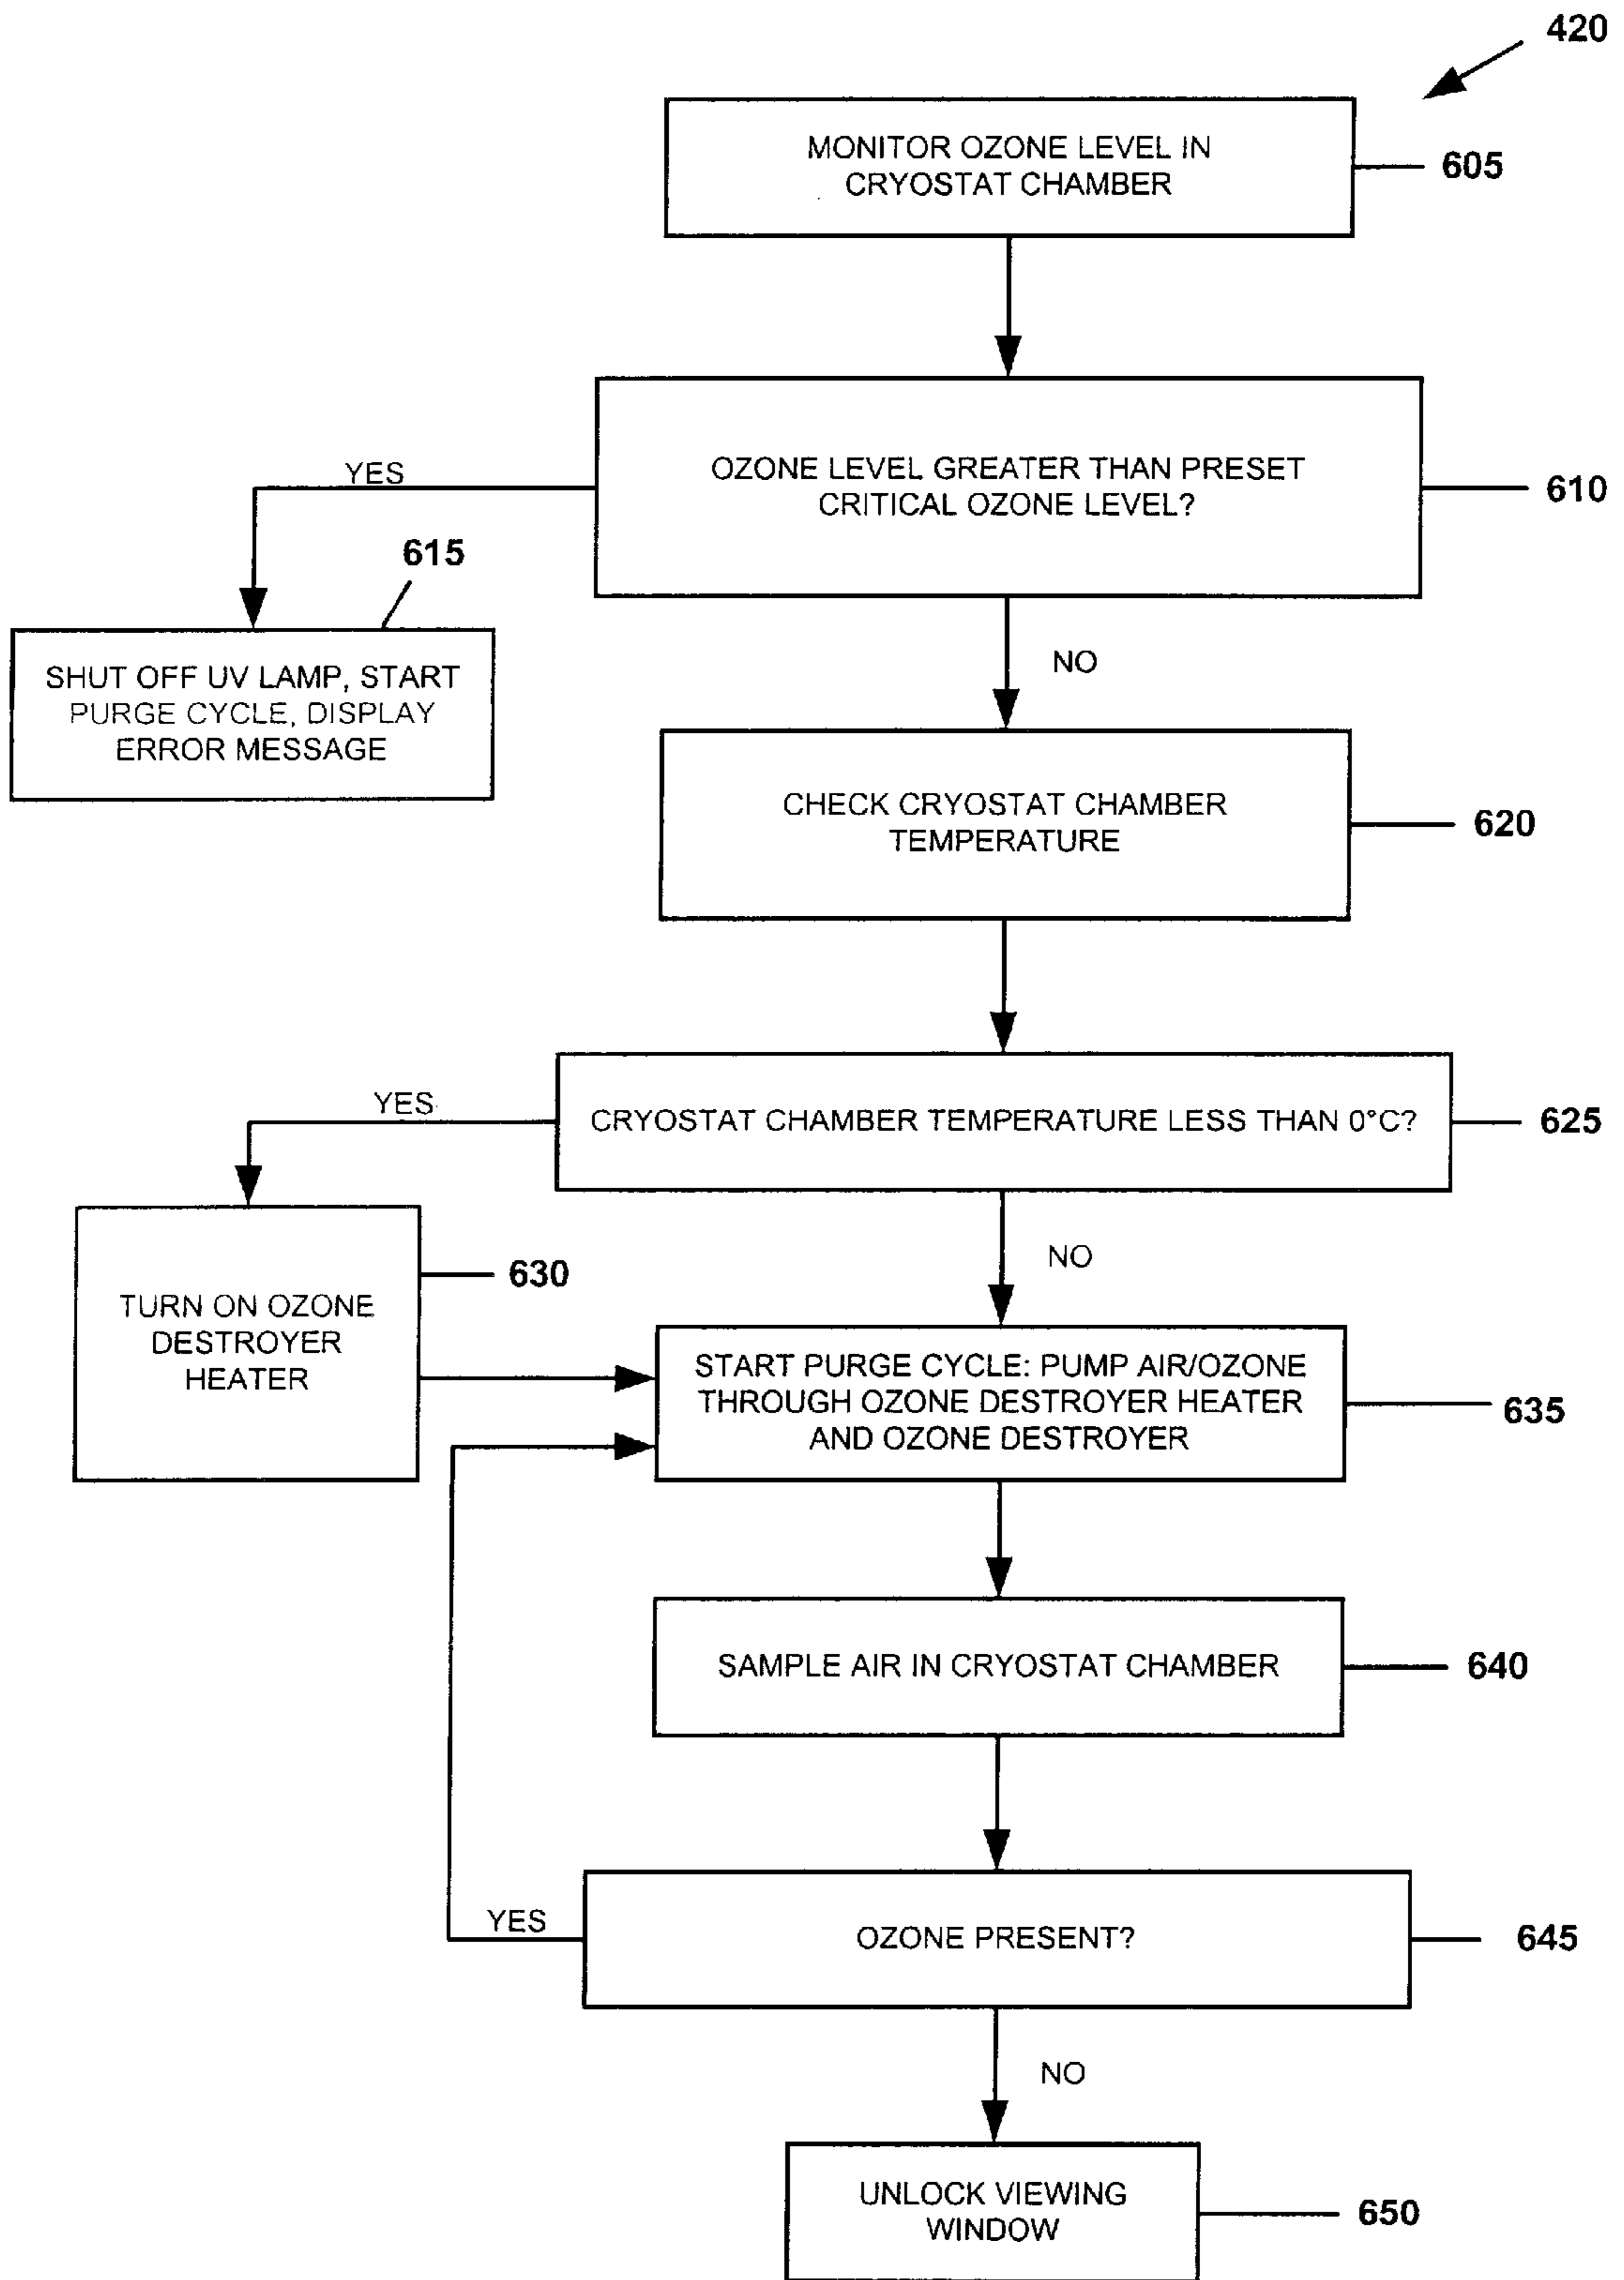 420
MONITOR OZONE LEVEL IN
CRYOSTAT CHAMBER
605
OZONE LEVEL GREATER THAN PRESET
CRITICAL OZONE LEVEL?
610
YES
615
SHUT OFF UV LAMP, START
PURGE CYCLE, DISPLAY
ERROR MESSAGE
NO
CHECK CRYOSTAT CHAMBER
TEMPERATURE
620
YES
CRYOSTAT CHAMBER TEMPERATURE LESS THAN 0°C?
625
NO
630
TURN ON OZONE
DESTROYER
HEATER
START PURGE CYCLE: PUMP AIR/OZONE
THROUGH OZONE DESTROYER HEATER
AND OZONE DESTROYER
635
SAMPLE AIR IN CRYOSTAT CHAMBER
640
YES
OZONE PRESENT?
645
NO
UNLOCK VIEWING
WINDOW
650